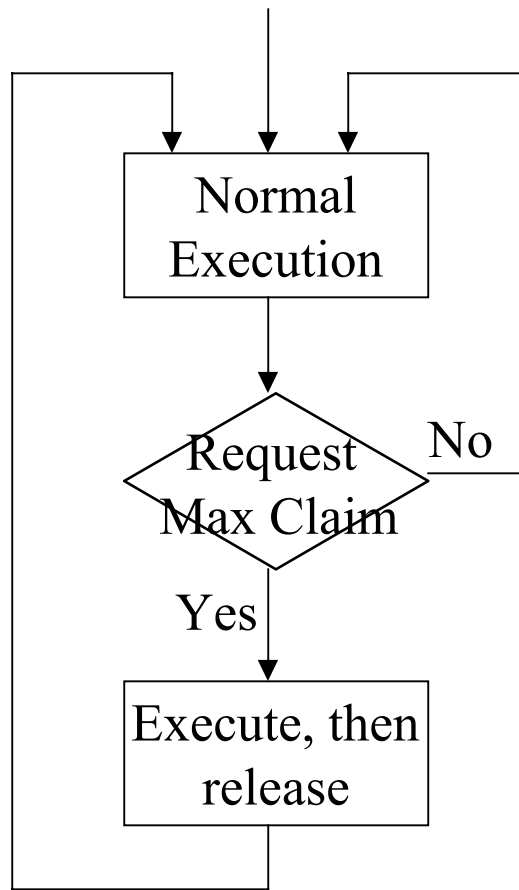 Normal
Execution
Request
Max Claim
No
Yes
Execute, then
release